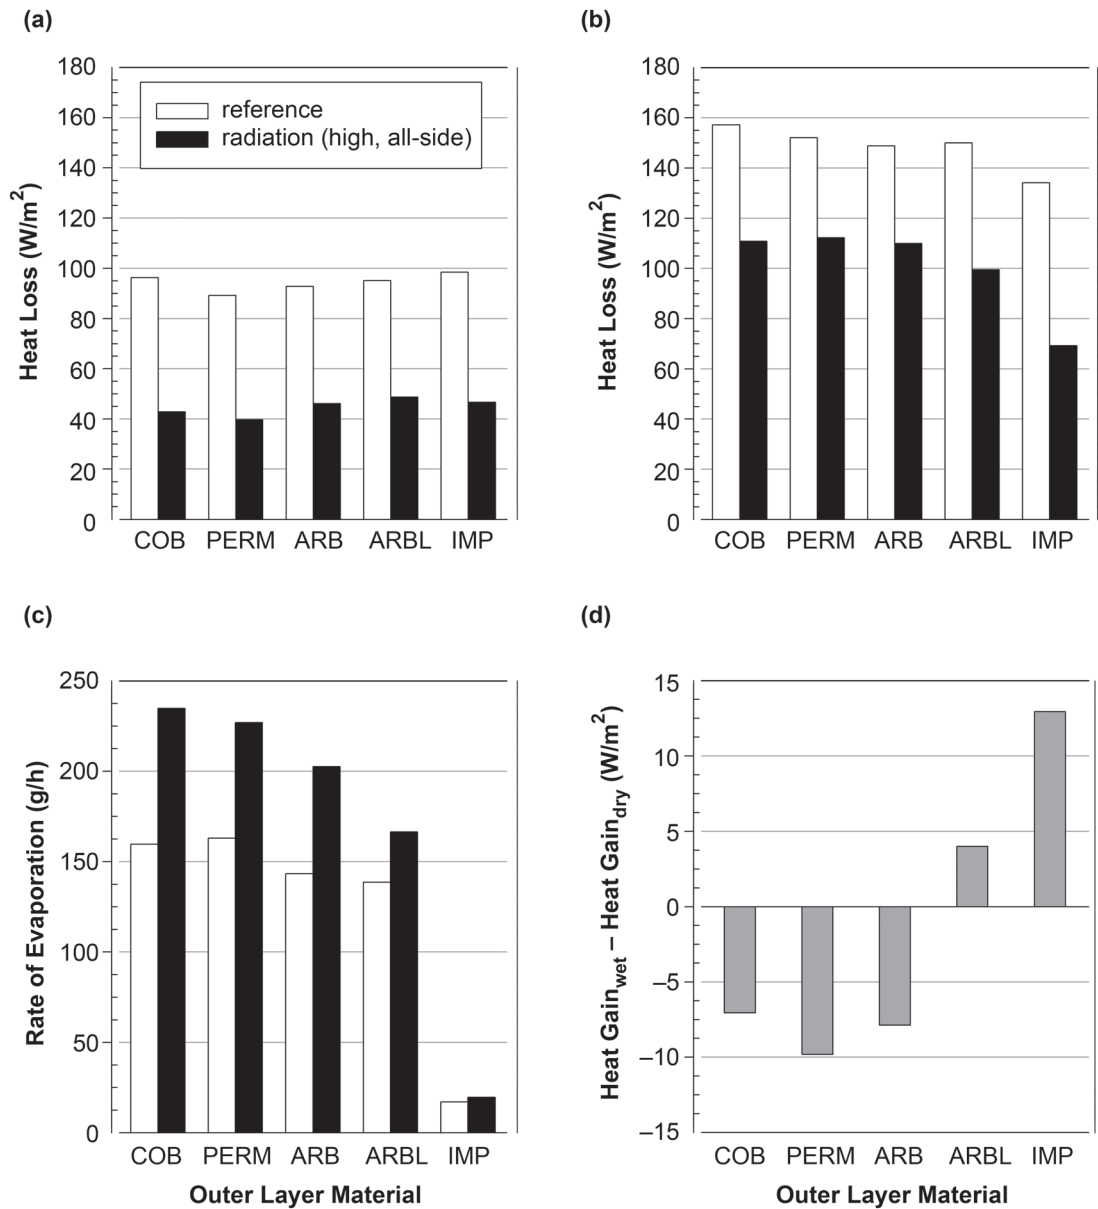 (a)
180
160
140
120
100
80
60
40
20
0
Heat Loss (W/m²)
reference
radiation (high, all-side)
COB PERM ARB ARBL IMP
(b)
180
160
140
120
100
80
60
40
20
0
Heat Loss (W/m²)
COB PERM ARB ARBL IMP
(c)
250
200
150
100
50
0
Rate of Evaporation (g/h)
COB PERM ARB ARBL IMP
Outer Layer Material
(d)
15
10
5
0
–5
–10
–15
Heat Gainwet – Heat Gaindry (W/m²)
COB PERM ARB ARBL IMP
Outer Layer Material